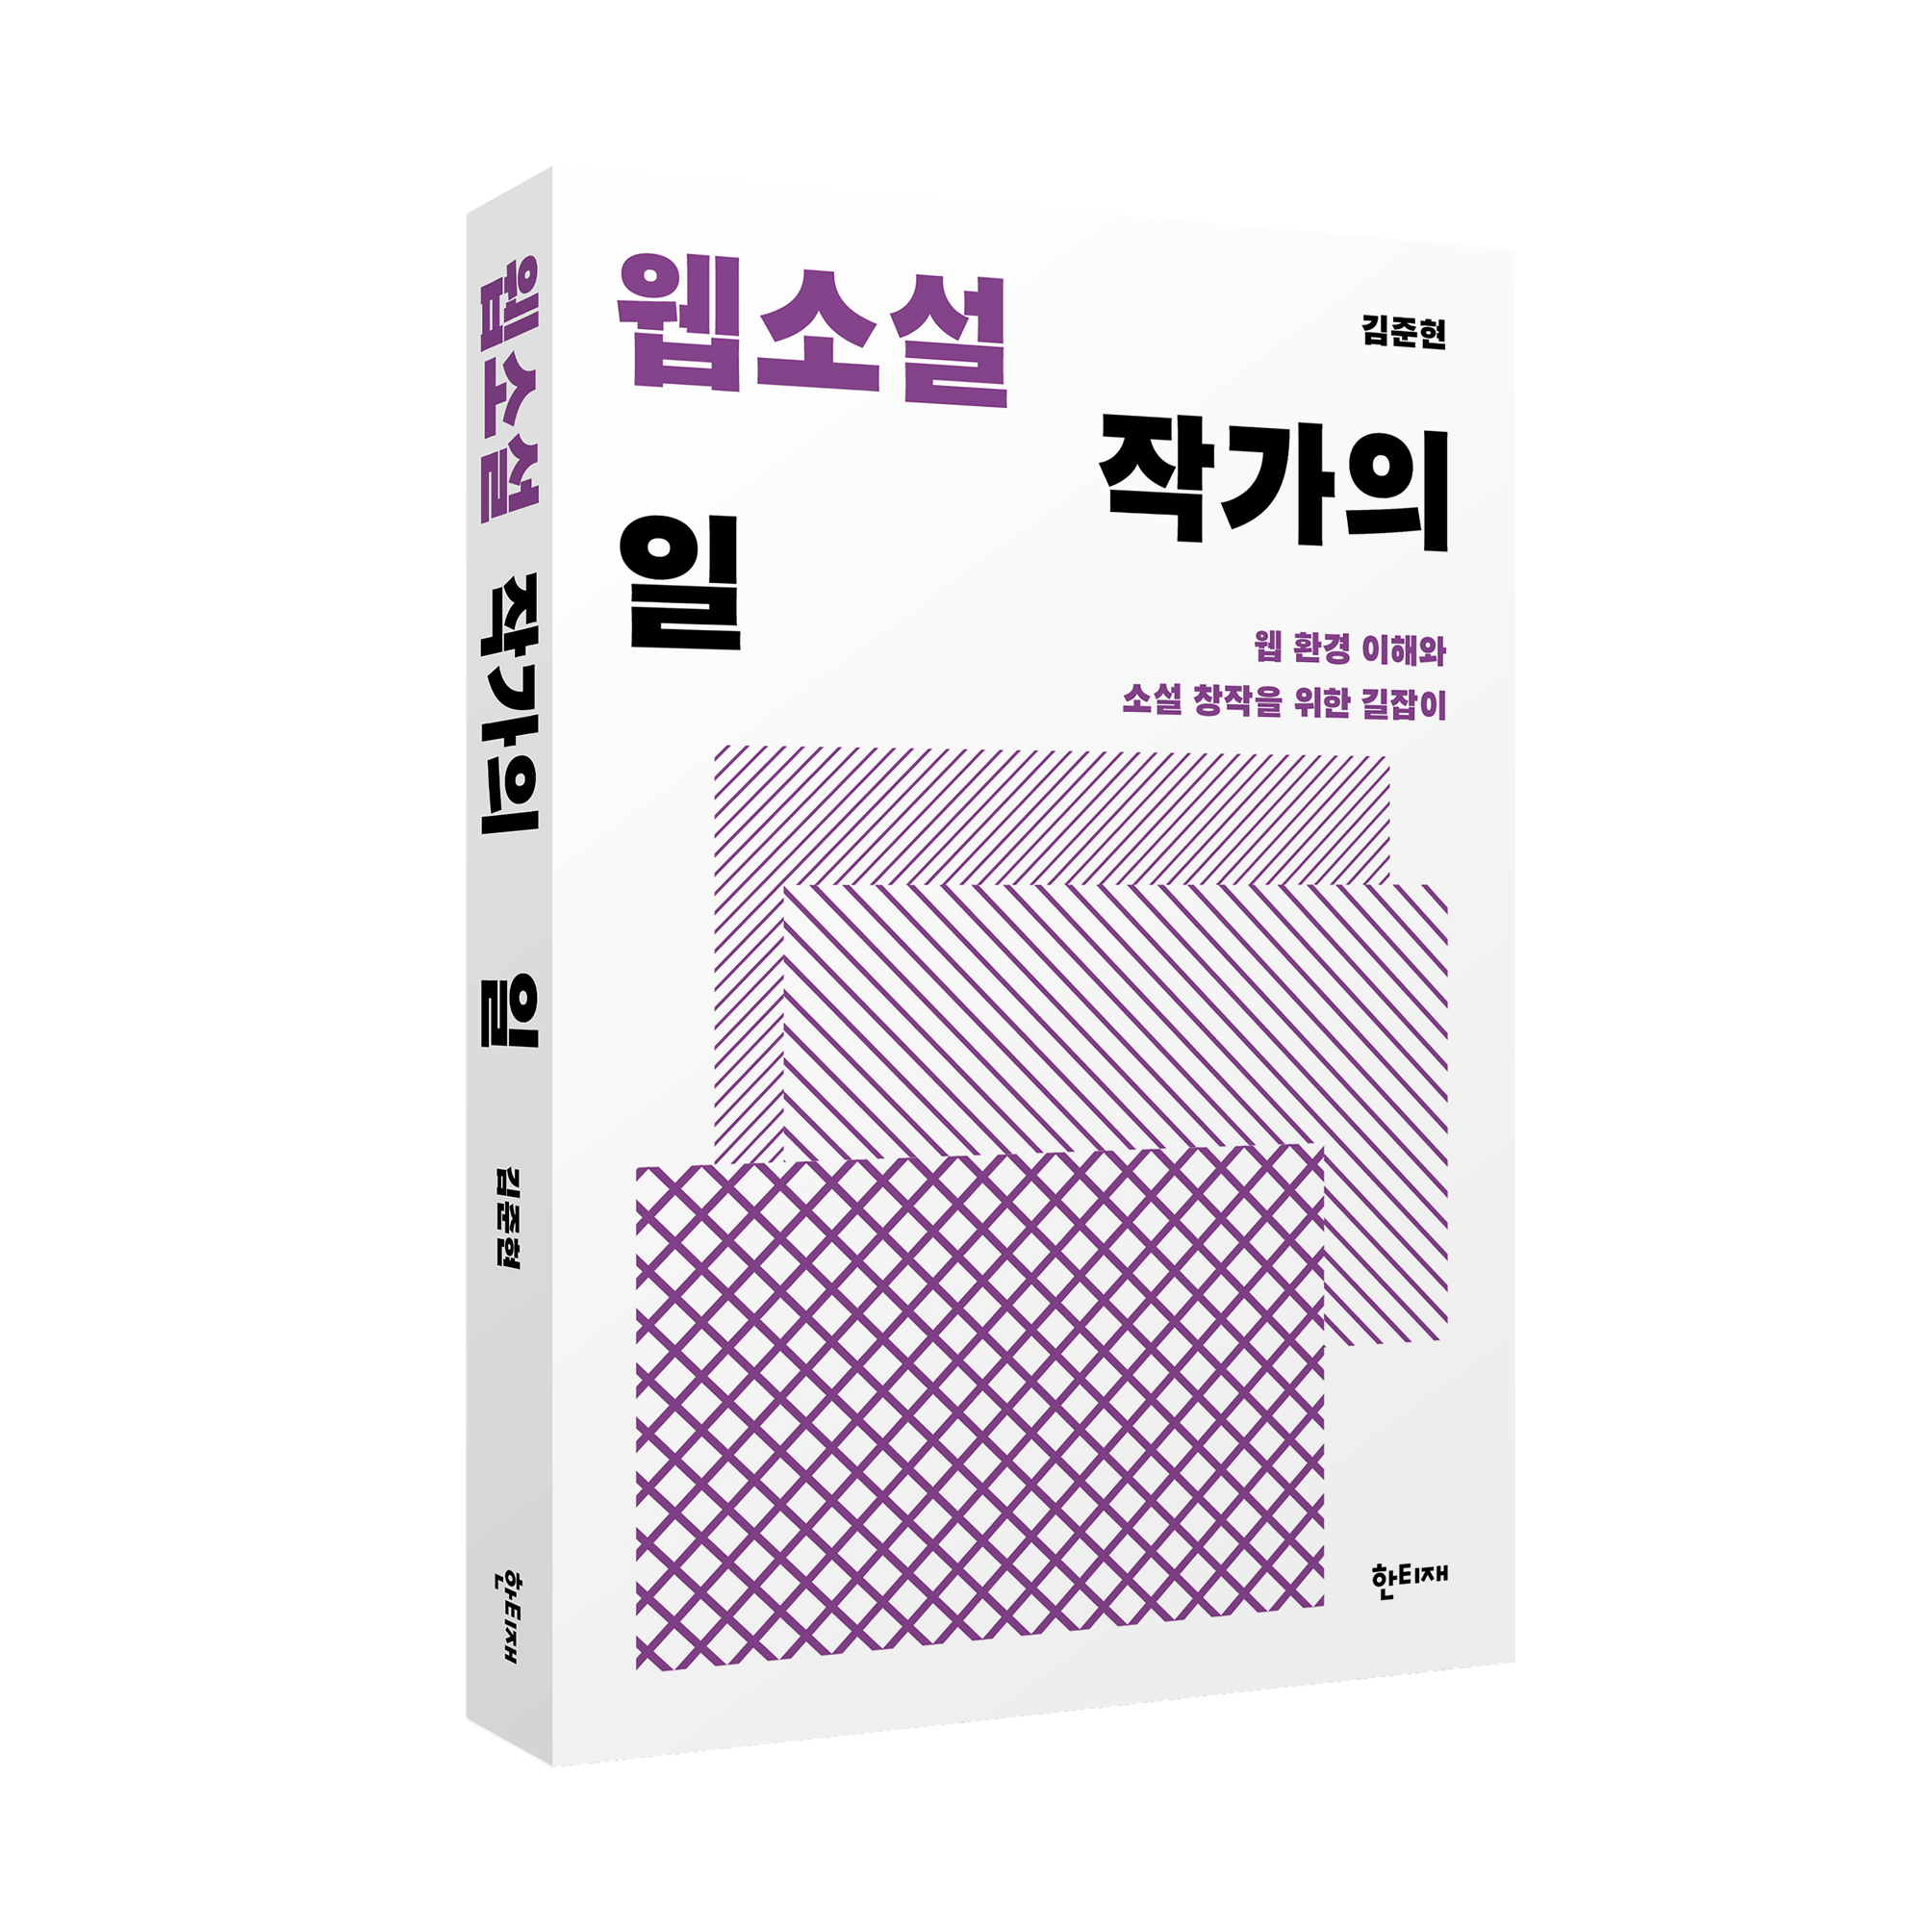 웹소설 작가의 일 김준현 한티재
웹소설
김준현
작가의
일
웹 환경 이해와
소설 창작을 위한 길잡이
한티재